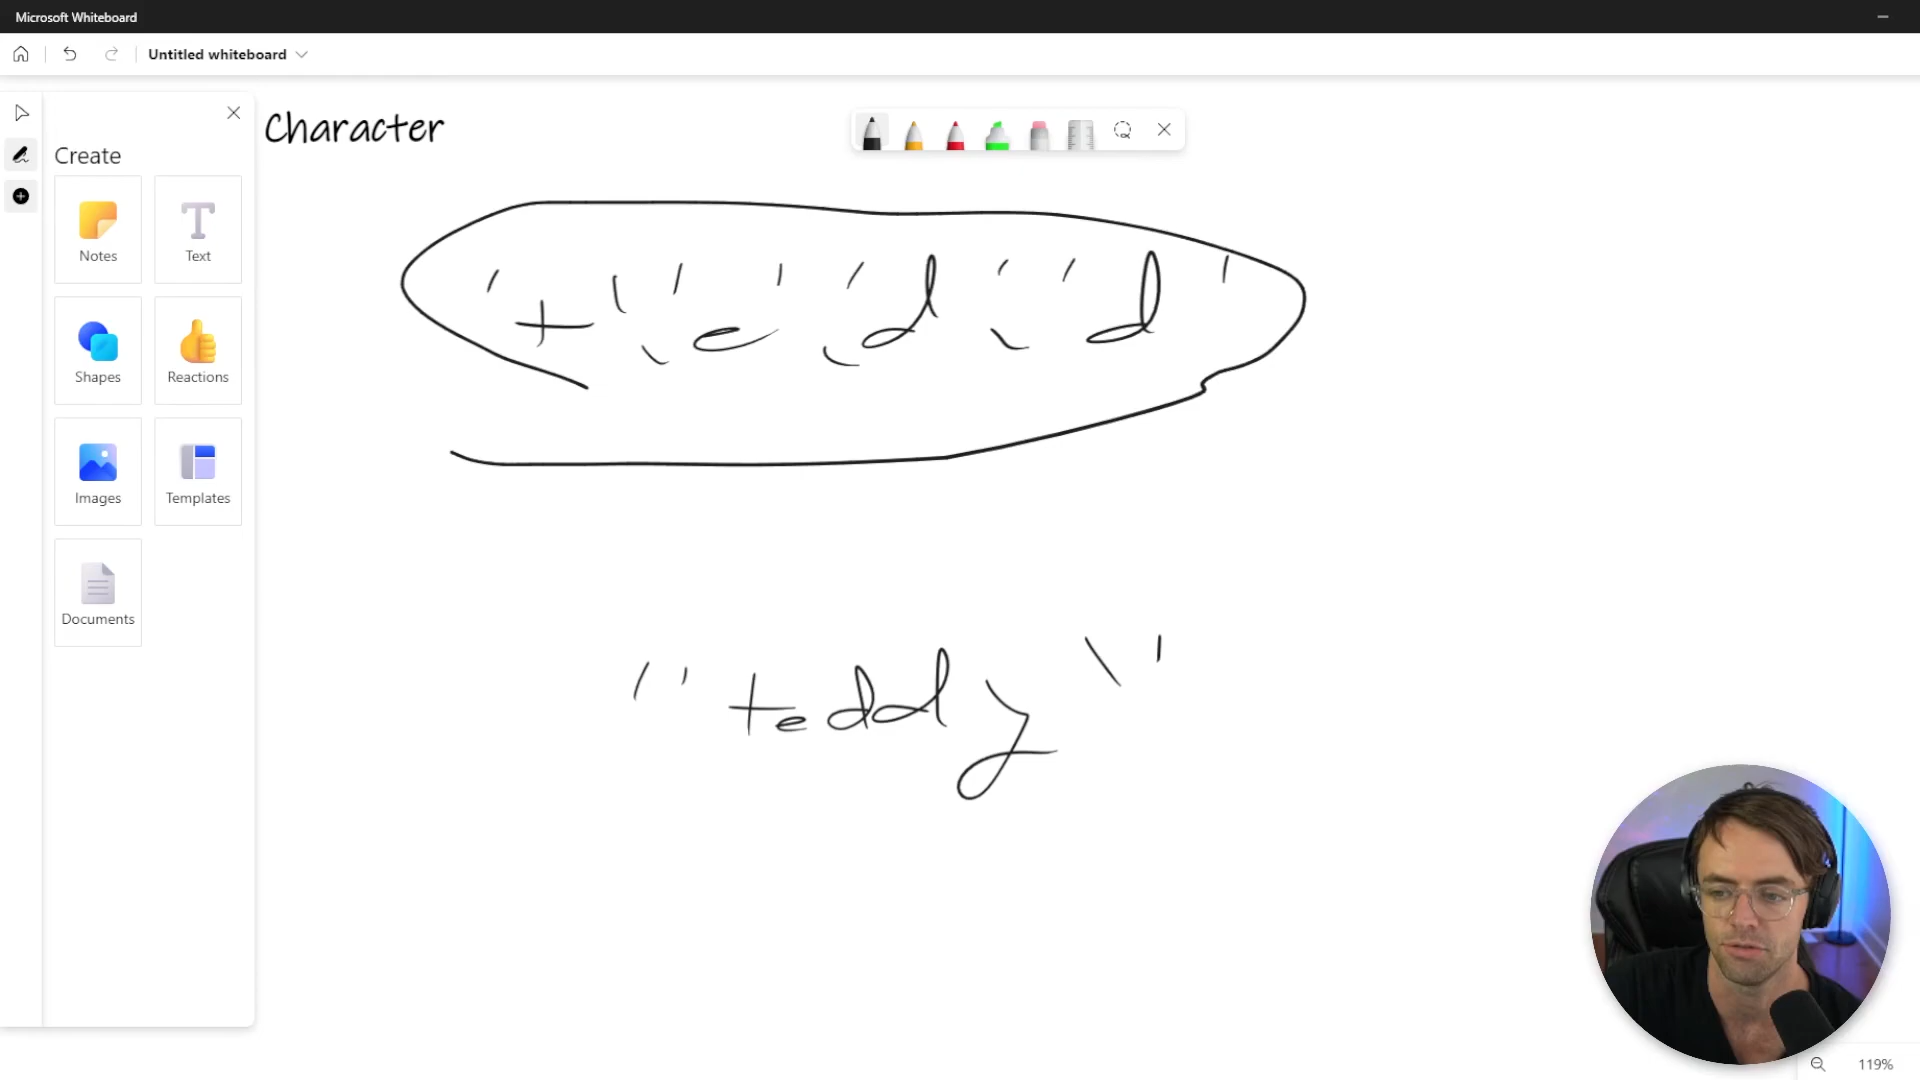 Microsoft Whiteboard
Untitled whiteboard
Character
Create
Notes
Text
Shapes
Reactions
Images
Templates
Documents
't', 'e', 'd', 'd'
"teddy"
119%